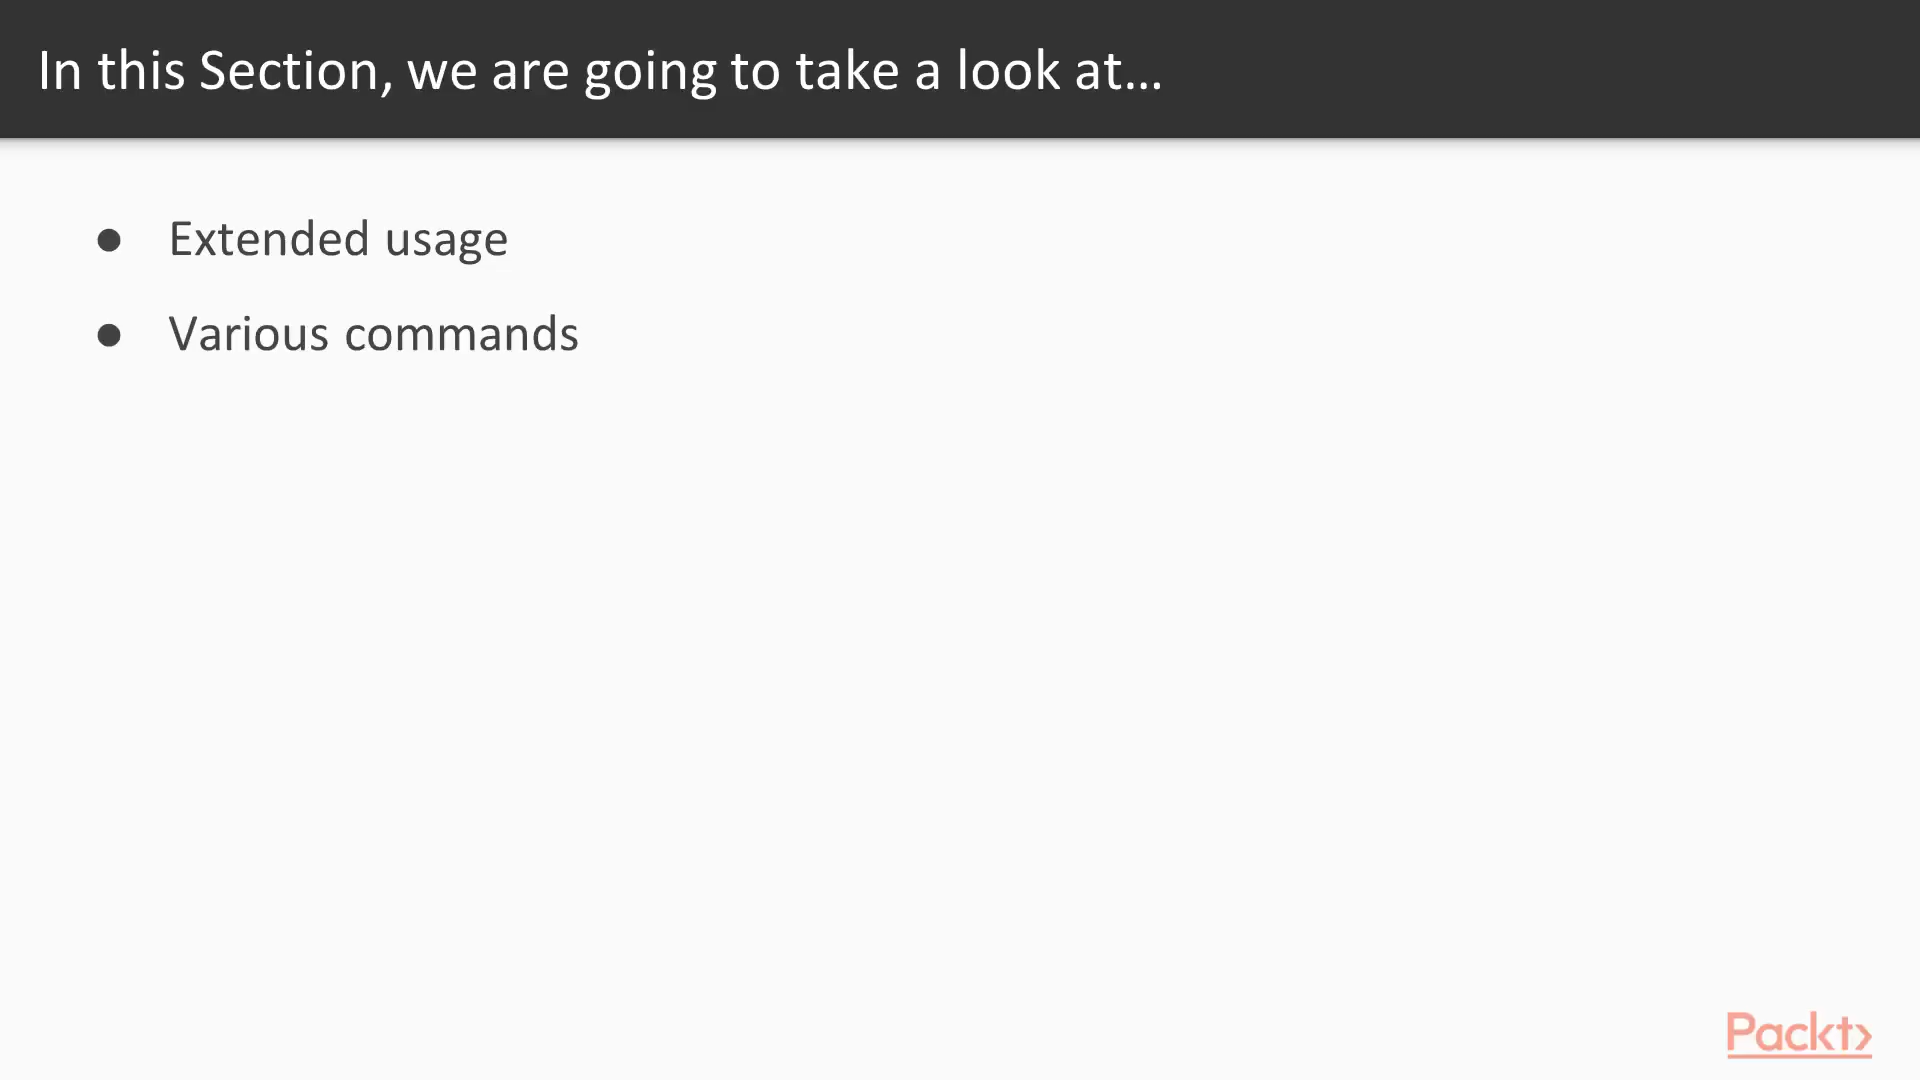 In this Section, we are going to take a look at...
● Extended usage
● Various commands
Packt>